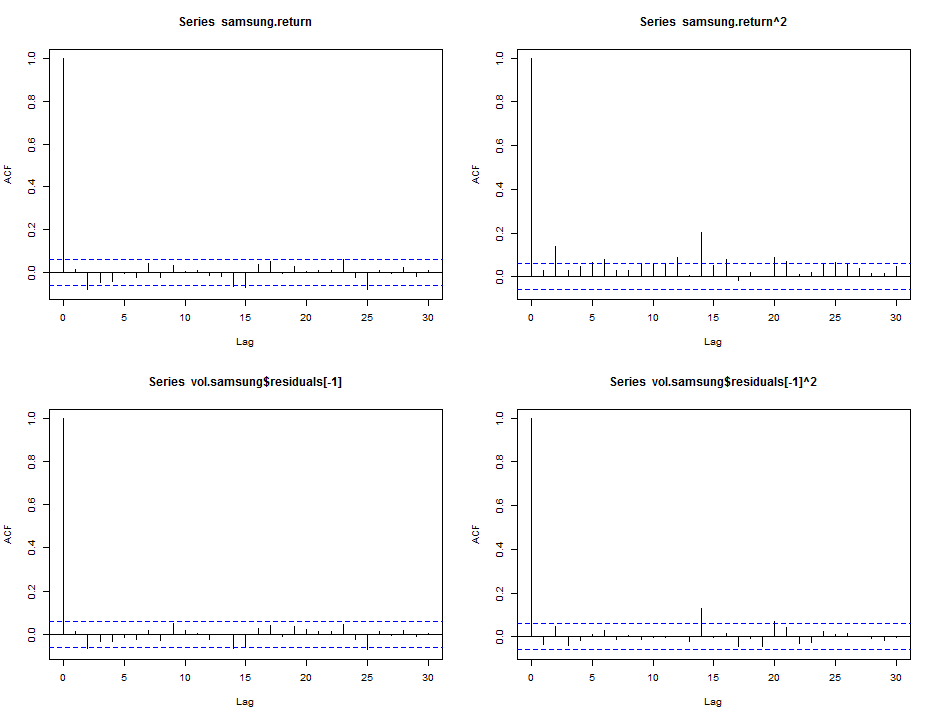 Series samsung.return
ACF
0.0 0.2 0.4 0.6 0.8 1.0
0 5 10 15 20 25 30
Lag
Series samsung.return^2
ACF
0.0 0.2 0.4 0.6 0.8 1.0
0 5 10 15 20 25 30
Lag
Series vol.samsung$residuals[-1]
ACF
0.0 0.2 0.4 0.6 0.8 1.0
0 5 10 15 20 25 30
Lag
Series vol.samsung$residuals[-1]^2
ACF
0.0 0.2 0.4 0.6 0.8 1.0
0 5 10 15 20 25 30
Lag